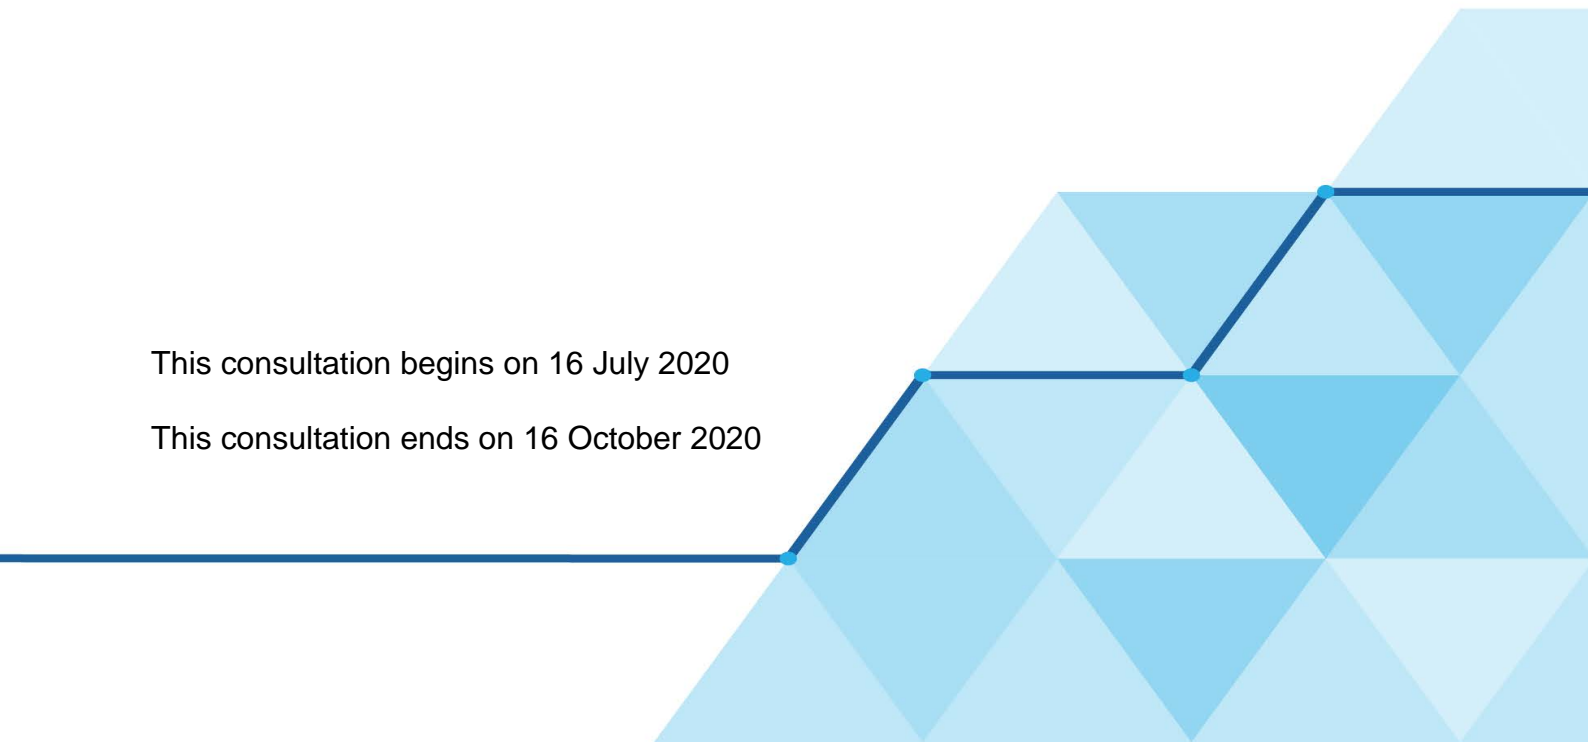 This consultation begins on 16 July 2020
This consultation ends on 16 October 2020